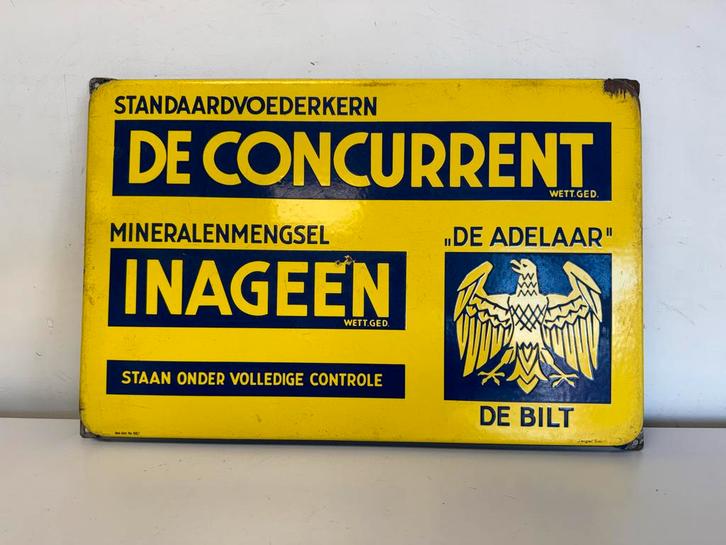 STANDAARDVOEDERKERN
DE CONCURRENT
WETT.GED.
MINERALENMENGSEL
INAGEEN
WETT.GED.
STAAN ONDER VOLLEDIGE CONTROLE
„DE ADELAAR"
DE BILT